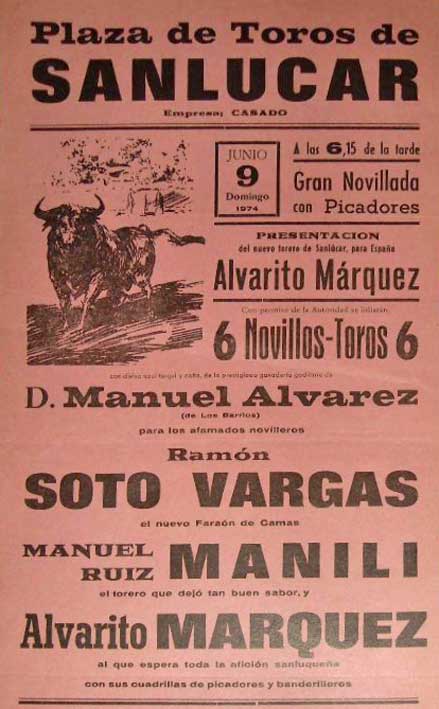 Plaza de Toros de
SANLUCAR
Empresa; CASADO
JUNIO
9
Domingo
1974
A las 6,15 de la tarde
Gran Novillada
con Picadores
PRESENTACION
del nuevo torero de Sanlúcar, para España
Alvarito Márquez
Con permiso de la Autoridad se lidiarán
6 Novillos-Toros 6
con divisa azul turquí y caña, de la prestigiosa ganadería gaditana de
D. Manuel Alvarez
(de Los Barrios)
para los afamados novilleros
Ramón
SOTO VARGAS
el nuevo Faraón de Camas
MANUEL RUIZ MANILI
el torero que dejó tan buen sabor, y
Alvarito MARQUEZ
al que espera toda la afición sanluqueña
con sus cuadrillas de picadores y banderilleros